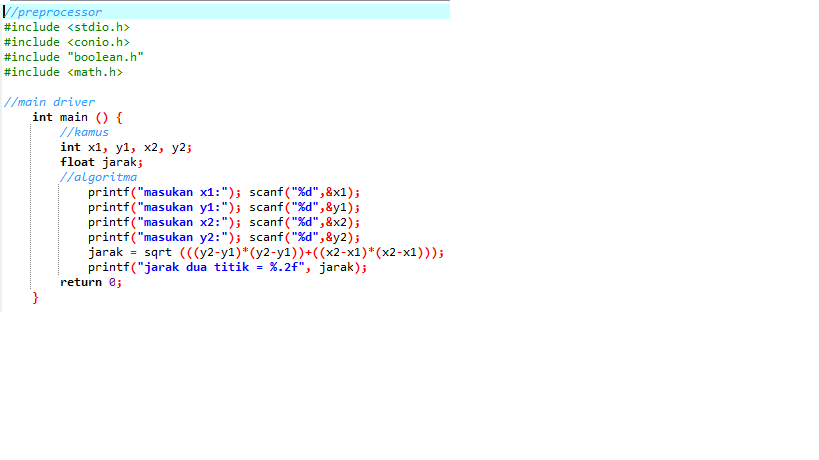 //preprocessor
#include <stdio.h>
#include <conio.h>
#include "boolean.h"
#include <math.h>
//main driver
int main () {
//kamus
int x1, y1, x2, y2;
float jarak;
//algoritma
printf("masukan x1:"); scanf("%d",&x1);
printf("masukan y1:"); scanf("%d",&y1);
printf("masukan x2:"); scanf("%d",&x2);
printf("masukan y2:"); scanf("%d",&y2);
jarak = sqrt (((y2-y1)*(y2-y1))+((x2-x1)*(x2-x1)));
printf("jarak dua titik = %.2f", jarak);
return 0;
}